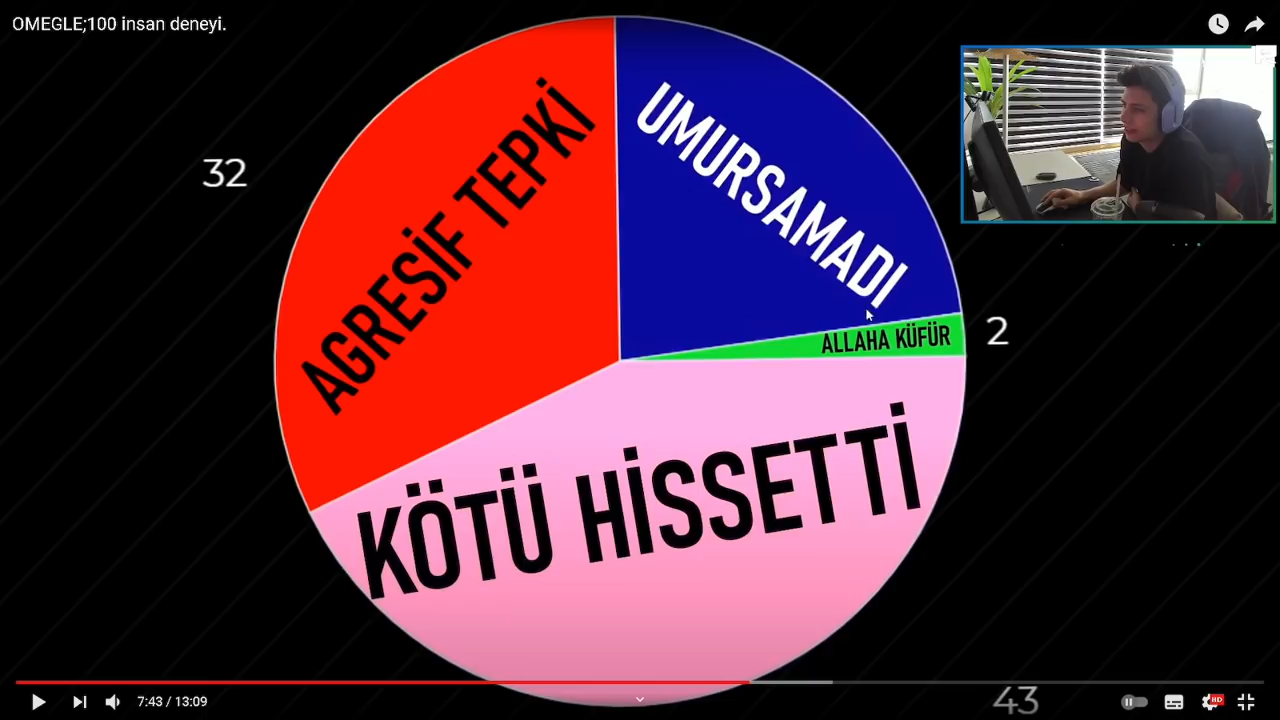 OMEGLE;100 insan deneyi.
32
AGRESİF TEPKİ
UMURSAMADI
ALLAHA KÜFÜR
2
KÖTÜ HİSSETTİ
43
7:43 / 13:09
HD